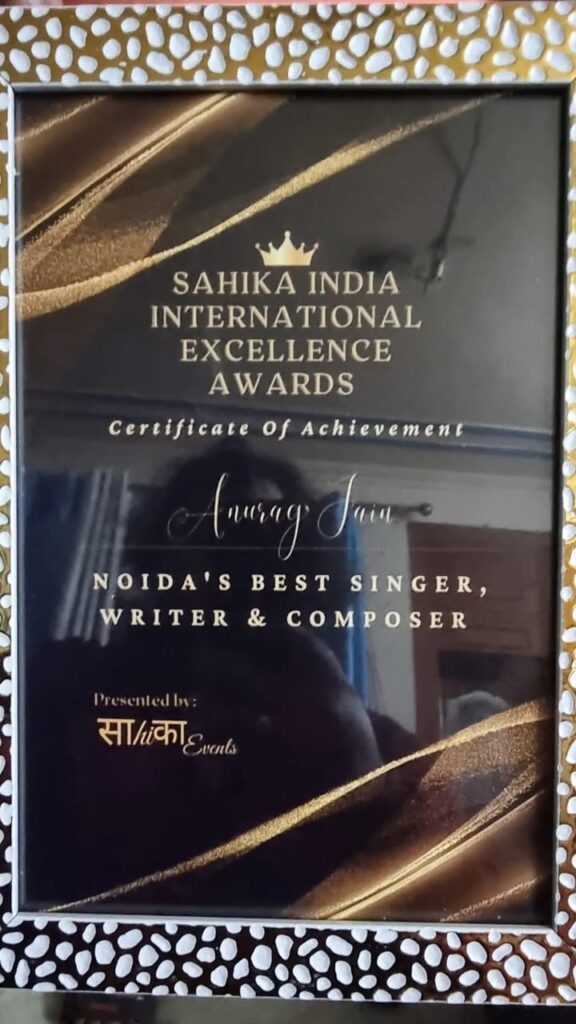 SAHIKA INDIA
INTERNATIONAL
EXCELLENCE
AWARDS
Certificate Of Achievement
Anurag Jain
NOIDA'S BEST SINGER,
WRITER & COMPOSER
Presented by:
साhiका Events